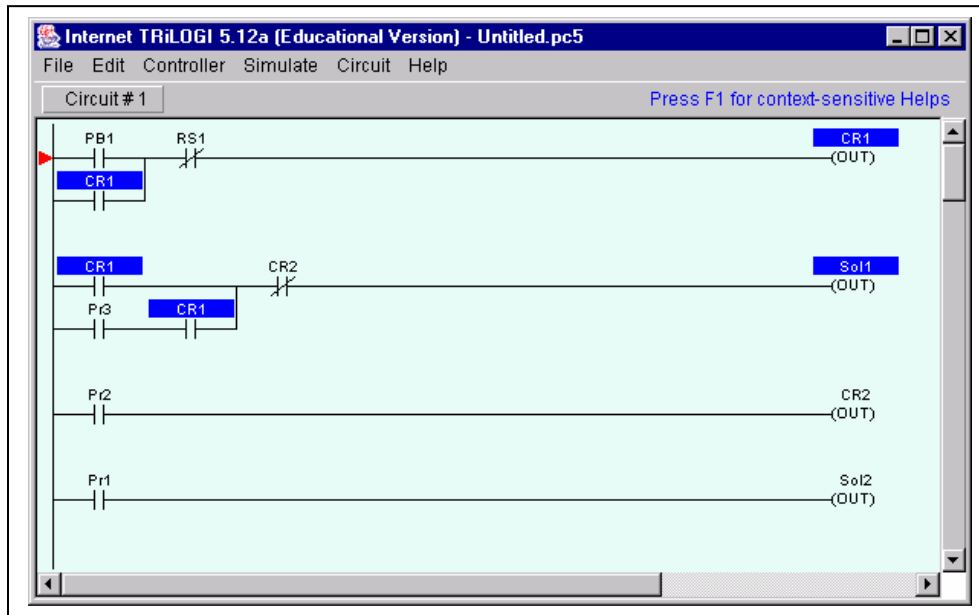 Internet TRiLOGI 5.12a (Educational Version) - Untitled.pc5
File Edit Controller Simulate Circuit Help
Circuit # 1 Press F1 for context-sensitive Helps
PB1 RS1 CR1
(OUT)
CR1
CR1 CR2 Sol1
(OUT)
Pr3 CR1
Pr2 CR2
(OUT)
Pr1 Sol2
(OUT)